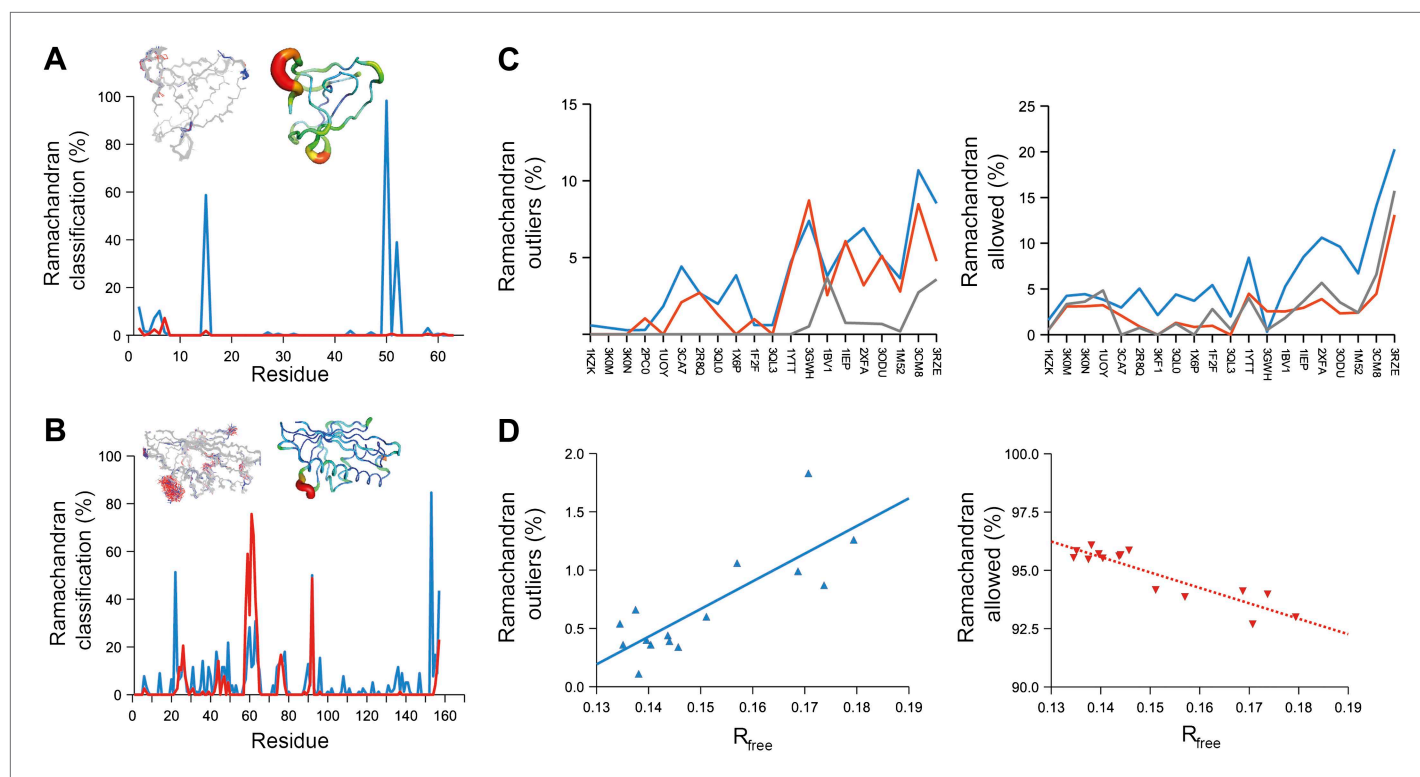 A
Ramachandran
classification (%)
100
80
60
40
20
0
0 10 20 30 40 50 60
Residue
B
Ramachandran
classification (%)
100
80
60
40
20
0
0 20 40 60 80 100 120 140 160
Residue
C
Ramachandran
outliers (%)
15
10
5
1KZK 3K0M 3K0N 2PC0 1UOY 3CA7 2R8Q 3QL0 1X6P 1F2F 3QL3 1YTT 3GWH 1BV1 1IEP 2XFA 3ODU 1M52 3CM8 3RZE
Ramachandran
allowed (%)
25
20
15
10
5
0
1KZK 3K0M 3K0N 1UOY 3CA7 2R8Q 3KF1 3QL0 1X6P 1F2F 3QL3 1YTT 3GWH 1BV1 1IEP 2XFA 3ODU 1M52 3CM8 3RZE
D
Ramachandran
outliers (%)
2.0
1.5
1.0
0.5
0.0
0.13 0.14 0.15 0.16 0.17 0.18 0.19
Rfree
Ramachandran
allowed (%)
100.0
97.5
95.0
92.5
90.0
0.13 0.14 0.15 0.16 0.17 0.18 0.19
Rfree